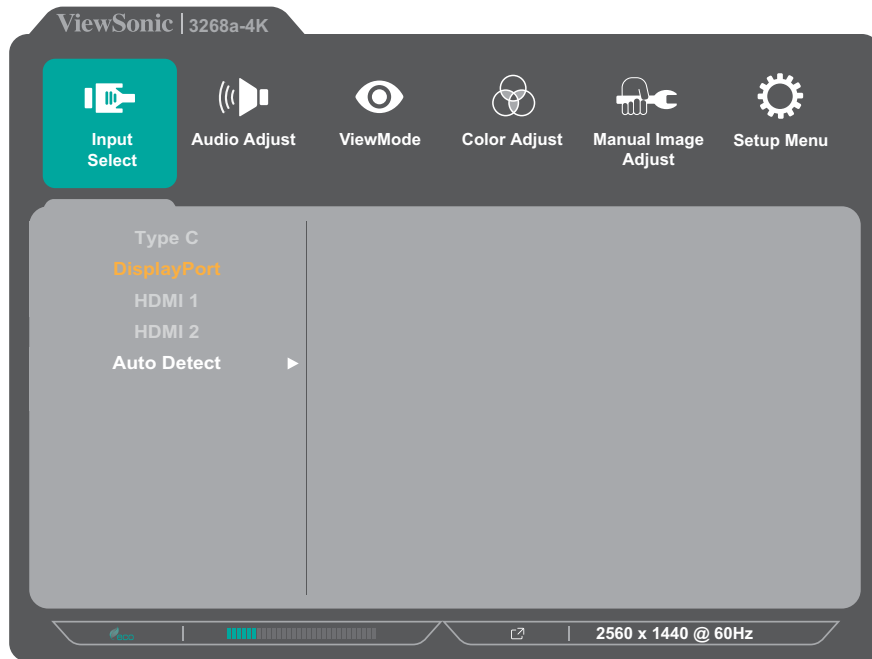 ViewSonic | 3268a-4K
Input Select
Audio Adjust
ViewMode
Color Adjust
Manual Image Adjust
Setup Menu
Type C
DisplayPort
HDMI 1
HDMI 2
Auto Detect
eco
2560 x 1440 @ 60Hz